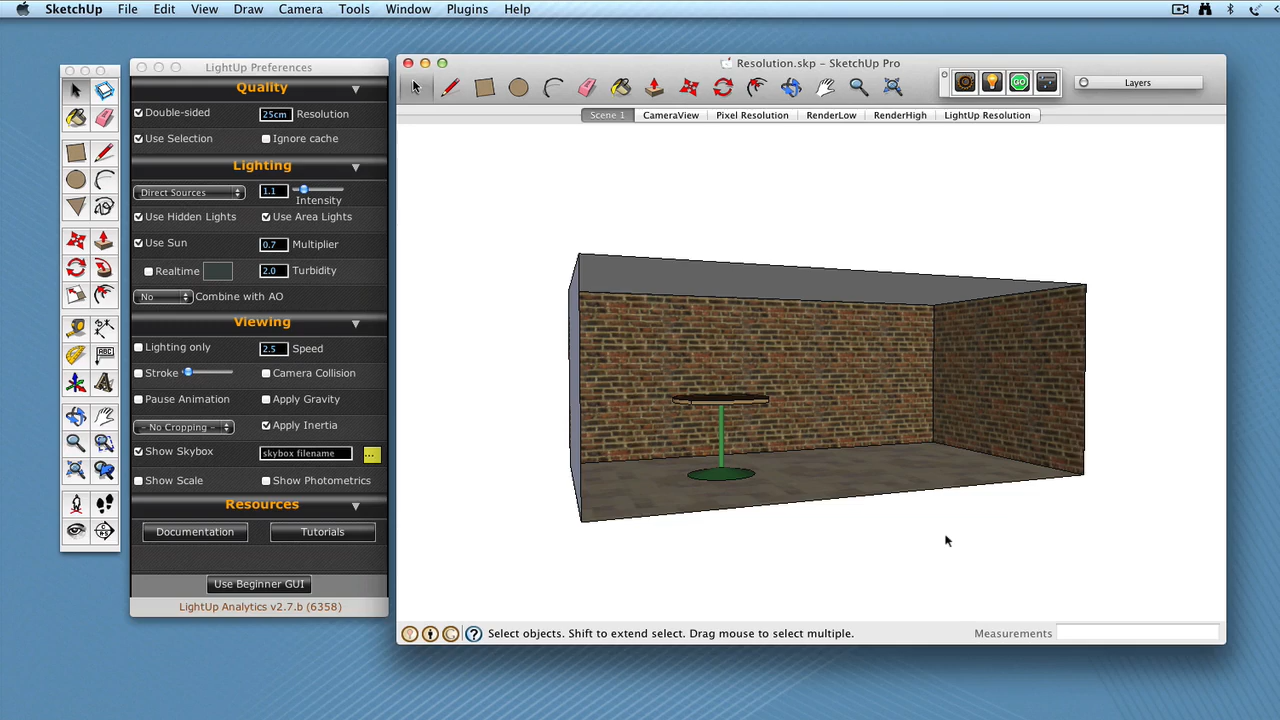 SketchUp File Edit View Draw Camera Tools Window Plugins Help
LightUp Preferences
Quality
Double-sided 25cm Resolution
Use Selection Ignore cache
Lighting
Direct Sources 1.1 Intensity
Use Hidden Lights Use Area Lights
Use Sun 0.7 Multiplier
Realtime 2.0 Turbidity
No Combine with AO
Viewing
Lighting only 2.5 Speed
Stroke Camera Collision
Pause Animation Apply Gravity
- No Cropping - Apply Inertia
Show Skybox skybox filename ...
Show Scale Show Photometrics
Resources
Documentation Tutorials
Use Beginner GUI
LightUp Analytics v2.7.b (6358)
ABC
Resolution.skp - SketchUp Pro
GO
Layers
Scene 1 CameraView Pixel Resolution RenderLow RenderHigh LightUp Resolution
Select objects. Shift to extend select. Drag mouse to select multiple.
Measurements